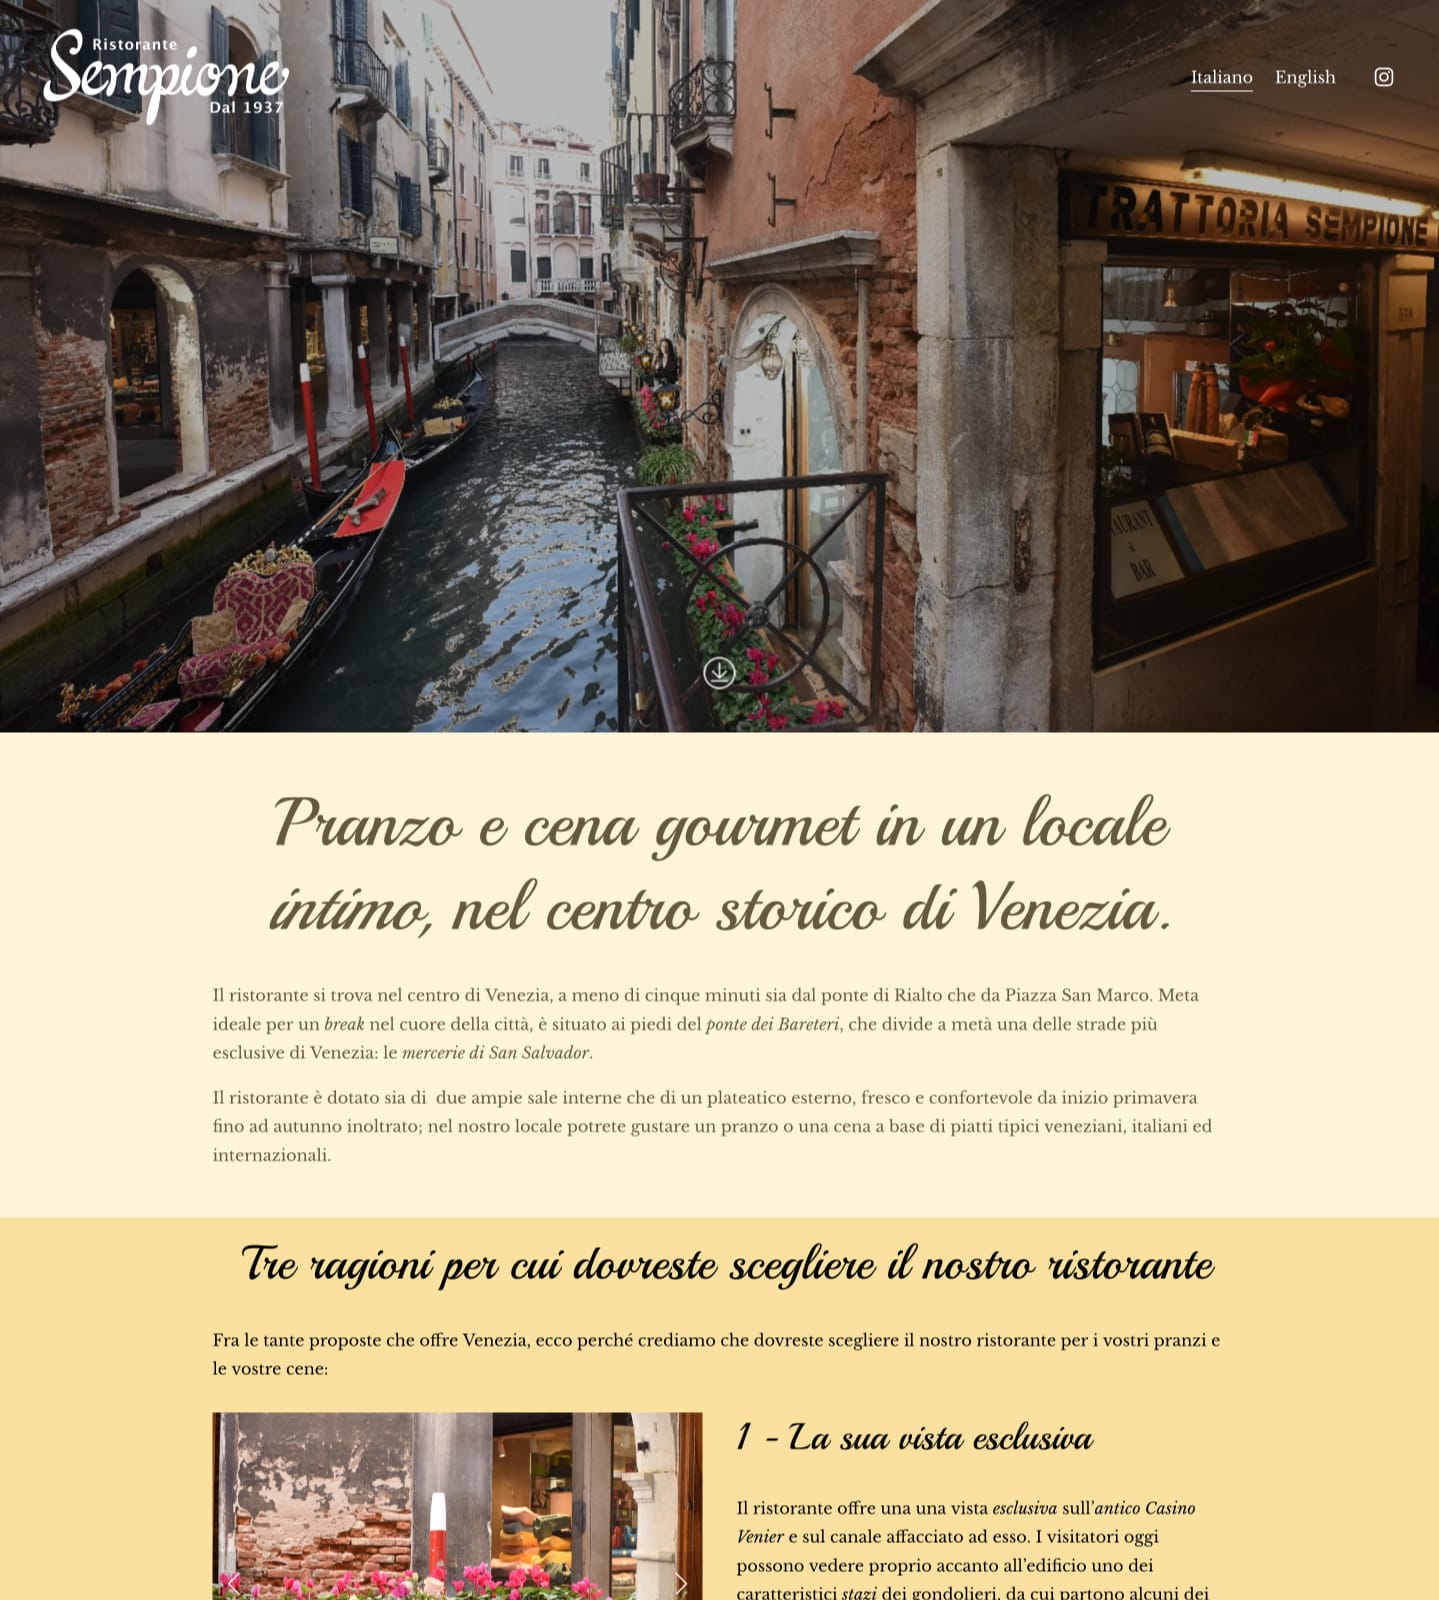 Ristorante
Sempione
Dal 1937
Italiano English
TRATTORIA SEMPIONE
BAR
Pranzo e cena gourmet in un locale
intimo, nel centro storico di Venezia.
Il ristorante si trova nel centro di Venezia, a meno di cinque minuti sia dal ponte di Rialto che da Piazza San Marco. Meta
ideale per un break nel cuore della città, è situato ai piedi del ponte dei Bareteri, che divide a metà una delle strade più
esclusive di Venezia: le mercerie di San Salvador.
Il ristorante è dotato sia di  due ampie sale interne che di un plateatico esterno, fresco e confortevole da inizio primavera
fino ad autunno inoltrato; nel nostro locale potrete gustare un pranzo o una cena a base di piatti tipici veneziani, italiani ed
internazionali.
Tre ragioni per cui dovreste scegliere il nostro ristorante
Fra le tante proposte che offre Venezia, ecco perché crediamo che dovreste scegliere il nostro ristorante per i vostri pranzi e
le vostre cene:
1 - La sua vista esclusiva
Il ristorante offre una una vista esclusiva sull'antico Casino
Venier e sul canale affacciato ad esso. I visitatori oggi
possono vedere proprio accanto all'edificio uno dei
caratteristici stazi dei gondolieri, da cui partono alcuni dei